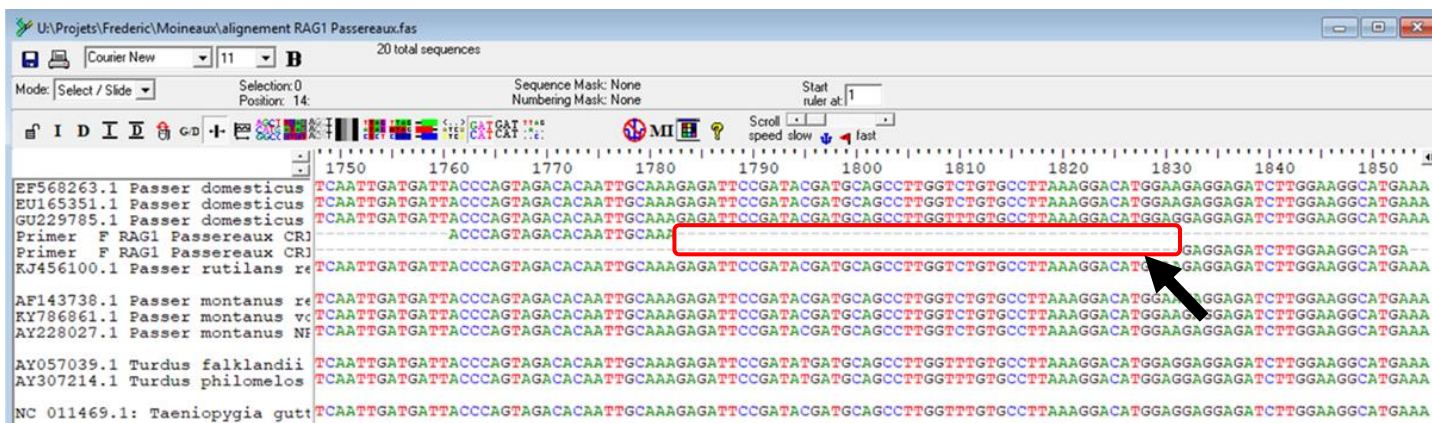 U:\Projets\Frederic\Moineaux\alignement RAG1 Passereaux.fas
Courier New 11 B 20 total sequences
Mode: Select / Slide Selection: 0 Sequence Mask: None Start
Position: 14: Numbering Mask: None ruler at: 1
I D I D G/D MI ? Scroll
speed slow fast
1750 1760 1770 1780 1790 1800 1810 1820 1830 1840 1850
EF568263.1 Passer domesticus TCAATTGATGATTACCCAGTAGACACAATTGCAAAGAGATTCCGATACGATGCAGCCTTGGTCTGTGCCTTAAAGGACATGGAAGAGGAGATCTTGGAAGGCATGAAA
EU165351.1 Passer domesticus TCAATTGATGATTACCCAGTAGACACAATTGCAAAGAGATTCCGATACGATGCAGCCTTGGTCTGTGCCTTAAAGGACATGGAAGAGGAGATCTTGGAAGGCATGAAA
GU229785.1 Passer domesticus TCAATTGATGATTACCCAGTAGACACAATTGCAAAGAGATTCCGATACGATGCAGCCTTGGTTTGTGCCTTAAAGGACATGGAGGAGGAGATCTTGGAAGGCATGAAA
Primer F RAG1 Passereaux CRI -------------ACCCAGTAGACACAATTGCAAA
Primer F RAG1 Passereaux CRI GAGGAGATCTTGGAAGGCATGA--
KJ456100.1 Passer rutilans re TCAATTGATGATTACCCAGTAGACACAATTGCAAAGAGATTCCGATACGATGCAGCCTTGGTCTGTGCCTTAAAGGACATGGAAGAGGAGATCTTGGAAGGCATGAAA
AF143738.1 Passer montanus re TCAATTGATGATTACCCAGTAGACACAATTGCAAAGAGATTCCGATACGATGCAGCCTTGGTCTGTGCCTTAAAGGACATGGAAGAGGAGATCTTGGAAGGCATGAAA
KY786861.1 Passer montanus vo TCAATTGATGATTACCCAGTAGACACAATTGCAAAGAGATTCCGATACGATGCAGCCTTGGTCTGTGCCTTAAAGGACATGGAAGAGGAGATCTTGGAAGGCATGAAA
AY228027.1 Passer montanus NF TCAATTGATGATTACCCAGTAGACACAATTGCAAAGAGATTCCGATACGATGCAGCCTTGGTCTGTGCCTTAAAGGACATGGAAGAGGAGATCTTGGAAGGCATGAAA
AY057039.1 Turdus falklandii TCAATTGATGATTACCCAGTAGACACAATTGCAAAGAGATTCCGATATGATGCAGCCTTGGTTTGTGCCTTAAAGGACATGGAGGAGGAGATCTTGGAAGGCATGAAA
AY307214.1 Turdus philomelos TCAATTGATGATTACCCAGTAGACACAATTGCAAAGAGATTCCGATATGATGCAGCCTTGGTTTGTGCCTTAAAGGACATGGAGGAGGAGATCTTGGAAGGCATGAAA
NC 011469.1: Taeniopygia gutt TCAATTGATGATTACCCAGTAGACACAATTGCAAAGAGATTCCGATACGATGCAGCCTTGGTTTGTGCCTTAAAGGACATGGAGGAGGAGATCTTGGAAGGCATGAAA